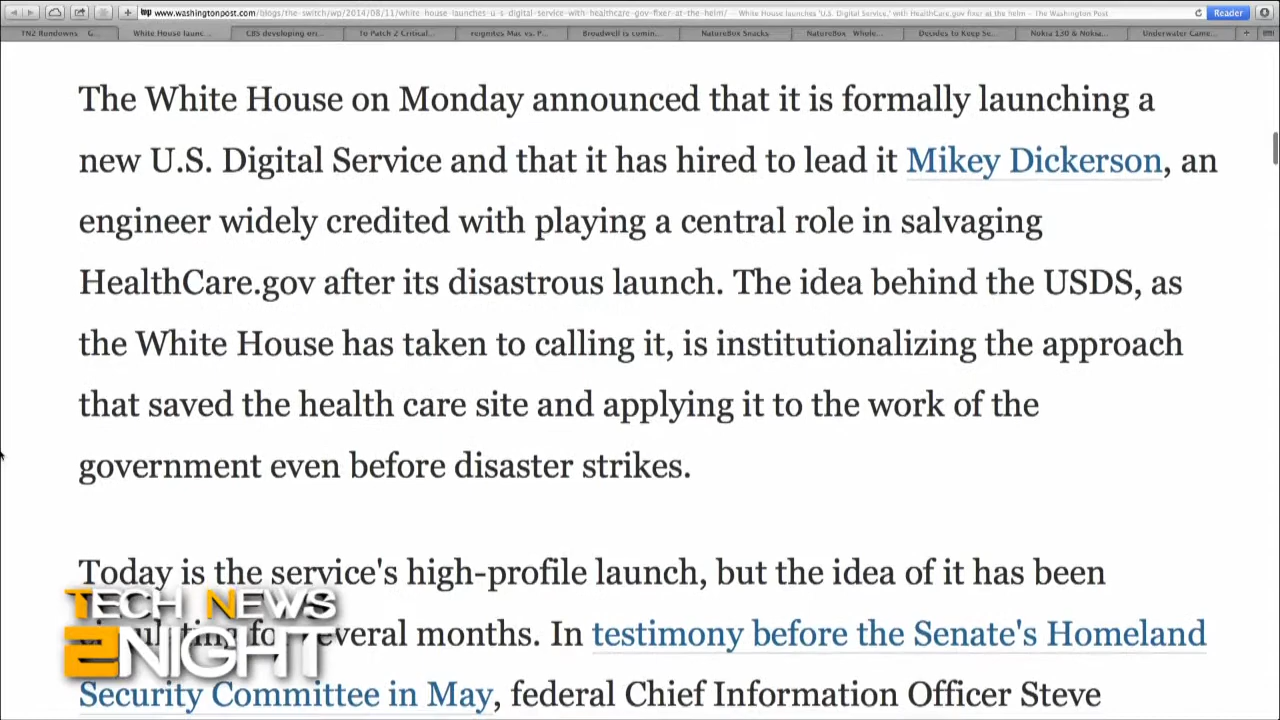 www.washingtonpost.com/blogs/the-switch/wp/2014/08/11/white-house-launches-u-s-digital-service-with-healthcare-gov-fixer-at-the-helm/ — White House launches 'U.S. Digital Service,' with HealthCare.gov fixer at the helm - The Washington Post
Reader
TN2 Rundowns G... White House launc... CBS developing on... To Patch 2 Critical... reignites Mac vs. P... Broadwell is comin... NatureBox Snacks NatureBox Whole... Decides to Keep Se... Nokia 130 & Nokia... Underwater Came...
The White House on Monday announced that it is formally launching a
new U.S. Digital Service and that it has hired to lead it Mikey Dickerson, an
engineer widely credited with playing a central role in salvaging
HealthCare.gov after its disastrous launch. The idea behind the USDS, as
the White House has taken to calling it, is institutionalizing the approach
that saved the health care site and applying it to the work of the
government even before disaster strikes.
Today is the service's high-profile launch, but the idea of it has been
several months. In testimony before the Senate's Homeland
Security Committee in May, federal Chief Information Officer Steve
TECH NEWS
2NIGHT